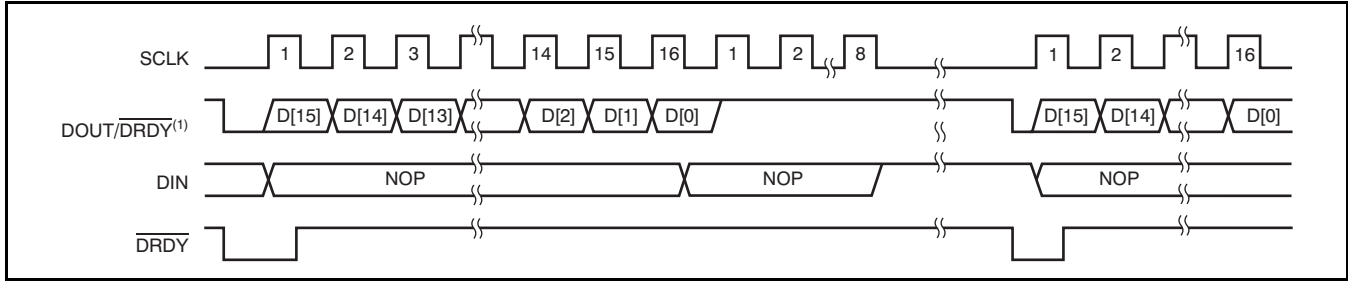 SCLK 1 2 3 14 15 16 1 2 8 1 2 16
DOUT/DRDY(1) D[15] D[14] D[13] D[2] D[1] D[0] D[15] D[14] D[0]
DIN NOP NOP NOP
DRDY